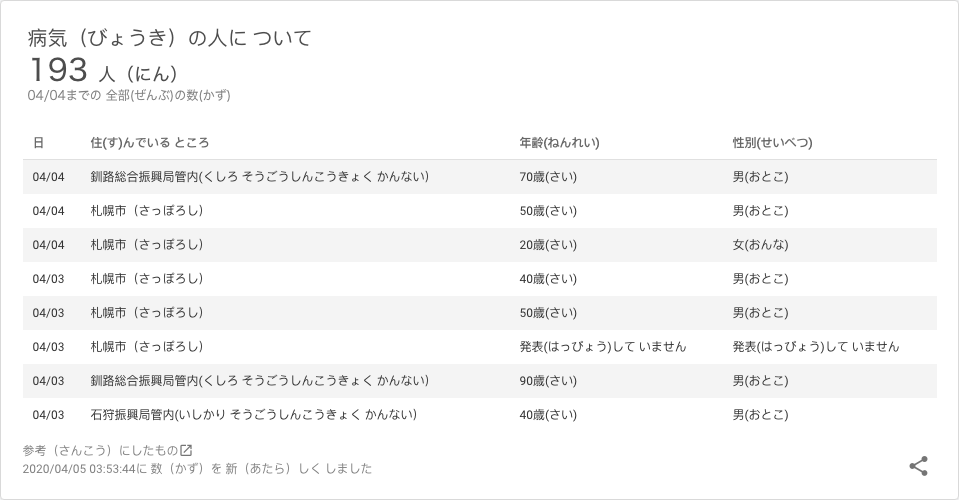 病気（びょうき）の人に ついて
193 人（にん）
04/04までの 全部(ぜんぶ)の数(かず)
日 住(す)んでいる ところ 年齢(ねんれい) 性別(せいべつ)
04/04 釧路総合振興局管内(くしろ そうごうしんこうきょく かんない） 70歳(さい) 男(おとこ)
04/04 札幌市（さっぽろし） 50歳(さい) 男(おとこ)
04/04 札幌市（さっぽろし） 20歳(さい) 女(おんな)
04/03 札幌市（さっぽろし） 40歳(さい) 男(おとこ)
04/03 札幌市（さっぽろし） 50歳(さい) 男(おとこ)
04/03 札幌市（さっぽろし） 発表(はっぴょう)して いません 発表(はっぴょう)して いません
04/03 釧路総合振興局管内(くしろ そうごうしんこうきょく かんない） 90歳(さい) 男(おとこ)
04/03 石狩振興局管内(いしかり そうごうしんこうきょく かんない） 40歳(さい) 男(おとこ)
参考（さんこう）にしたもの
2020/04/05 03:53:44に 数（かず）を 新（あたら）しく しました